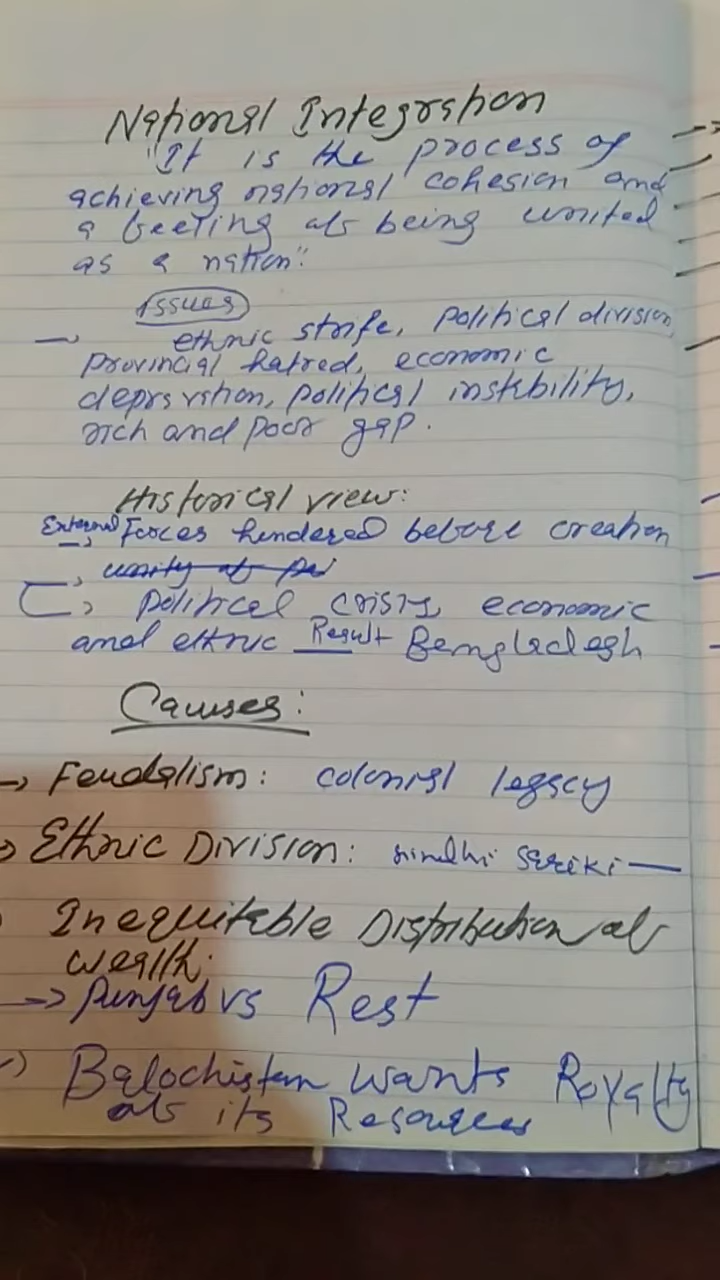 National Integration
"It is the process of
achieving national cohesion and
a feeling of being united
as a nation".
Issues
ethnic strife, political division,
provincial hatred, economic
deprivation, political instability,
rich and poor gap.
Historical view:
External Forces hindered before creation
unity of
political crisis, economic
and ethnic Result Bangladesh
Causes:
→ Feudalism: colonial legacy
→ Ethnic Division: sindhi Seriki —
Inequitable Distribution of
wealth.
→ Punjab vs Rest
Balochistan wants Royalty
of its Resources